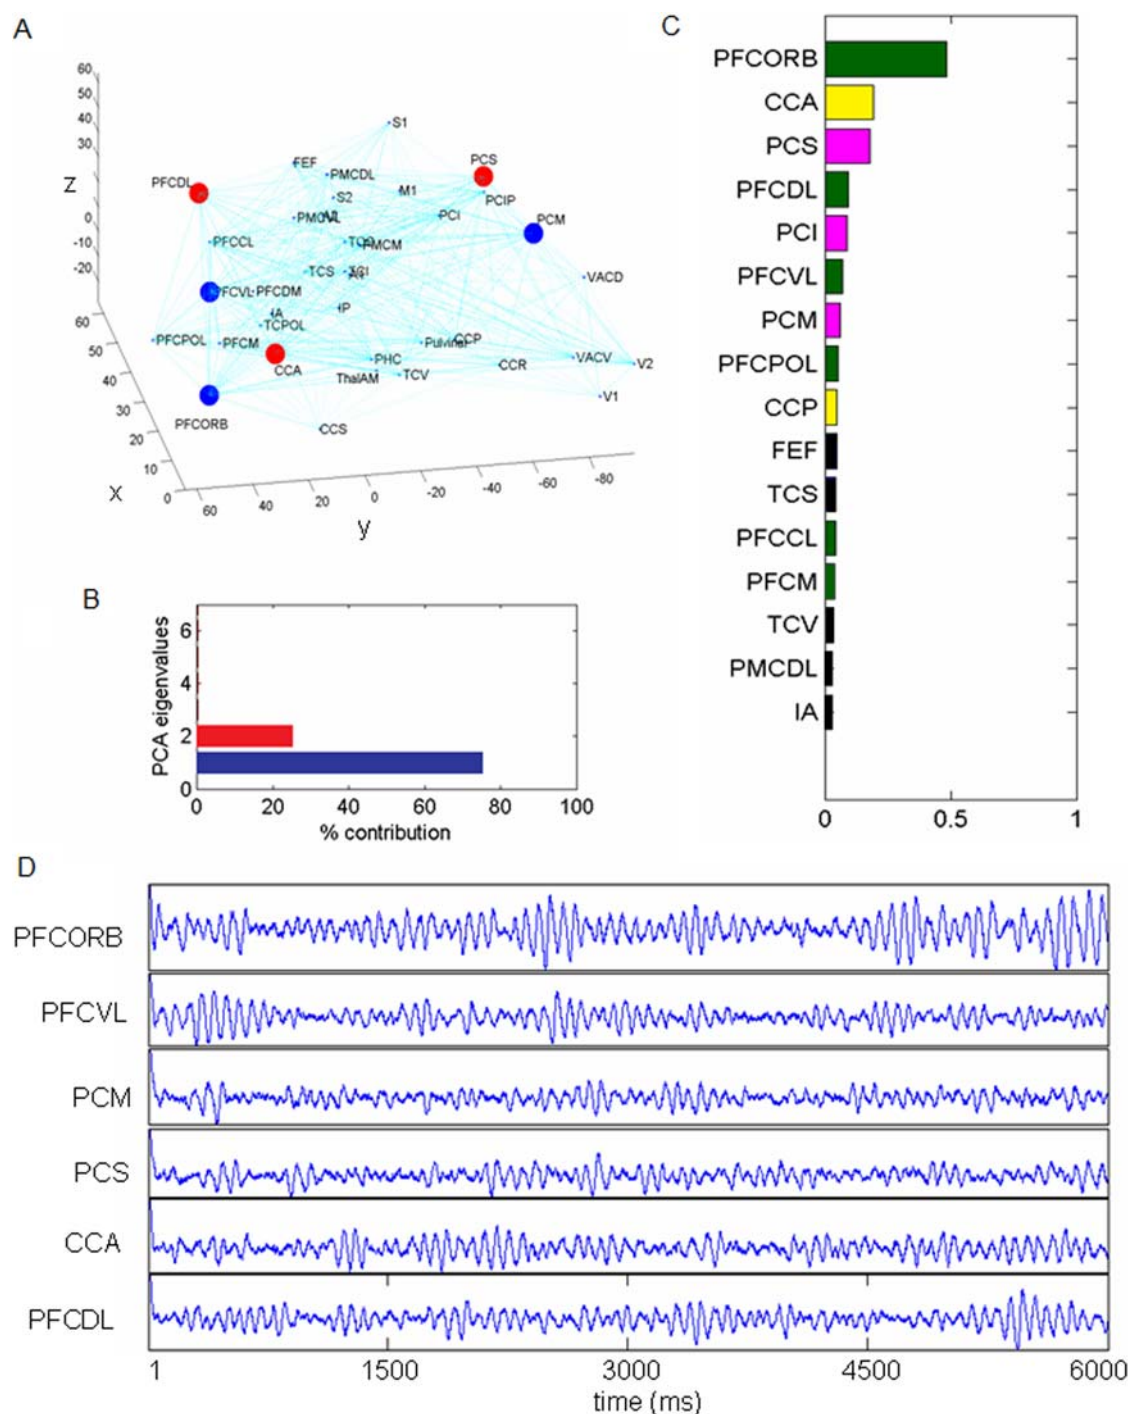 A
60
50
40
30
z
0
-10
-20
60
50
40
30
20
10
0
x
60
40
20
0
-20
-40
-60
-80
y
S1
FEF
PMCDL
PCS
PFCDL
S2
M1
PCIP
PCI
PCM
PFCCL
PMCM
TCS
VACD
PFCVL
PFCDM
IA
IP
TCPOL
PFCPOL
PFCM
CCA
Pulvinar
CCP
PHC
ThalAM
TCV
CCR
VACV
V2
V1
PFCORB
CCS
B
PCA eigenvalues
6
4
2
0
0 20 40 60 80 100
% contribution
C
PFCORB
CCA
PCS
PFCDL
PCI
PFCVL
PCM
PFCPOL
CCP
FEF
TCS
PFCCL
PFCM
TCV
PMCDL
IA
0 0.5 1
D
PFCORB
PFCVL
PCM
PCS
CCA
PFCDL
1 1500 3000 4500 6000
time (ms)